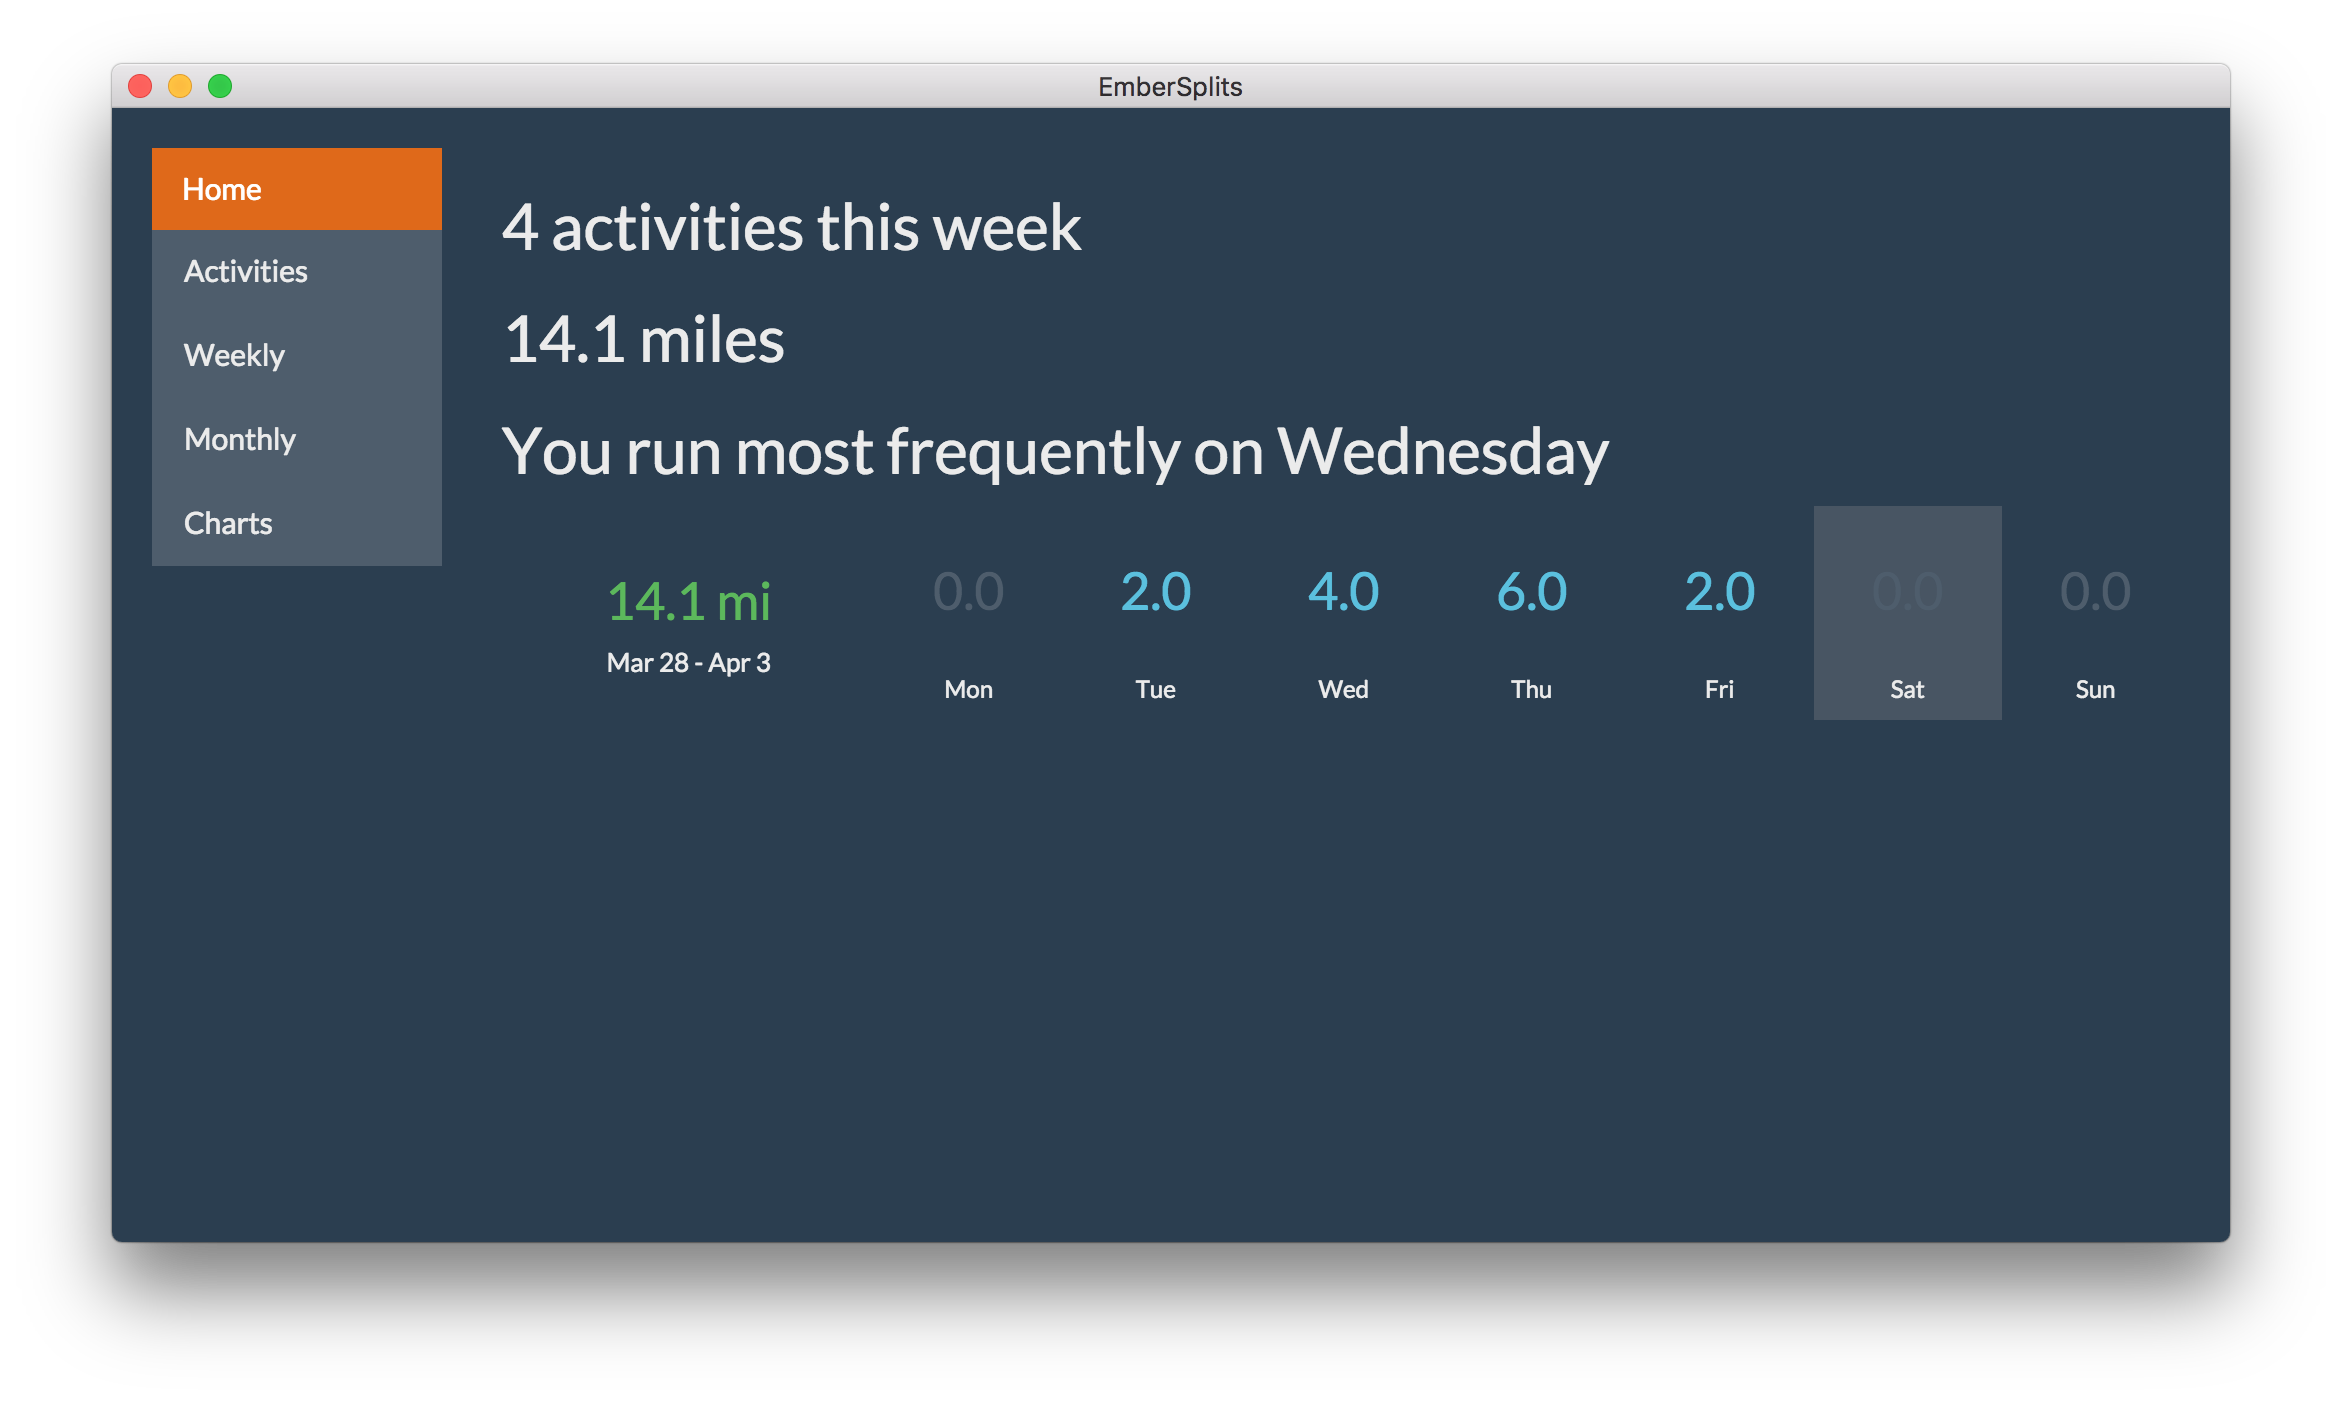 EmberSplits
Home
Activities
Weekly
Monthly
Charts
4 activities this week
14.1 miles
You run most frequently on Wednesday
14.1 mi
Mar 28 - Apr 3
0.0 2.0 4.0 6.0 2.0 0.0 0.0
Mon Tue Wed Thu Fri Sat Sun